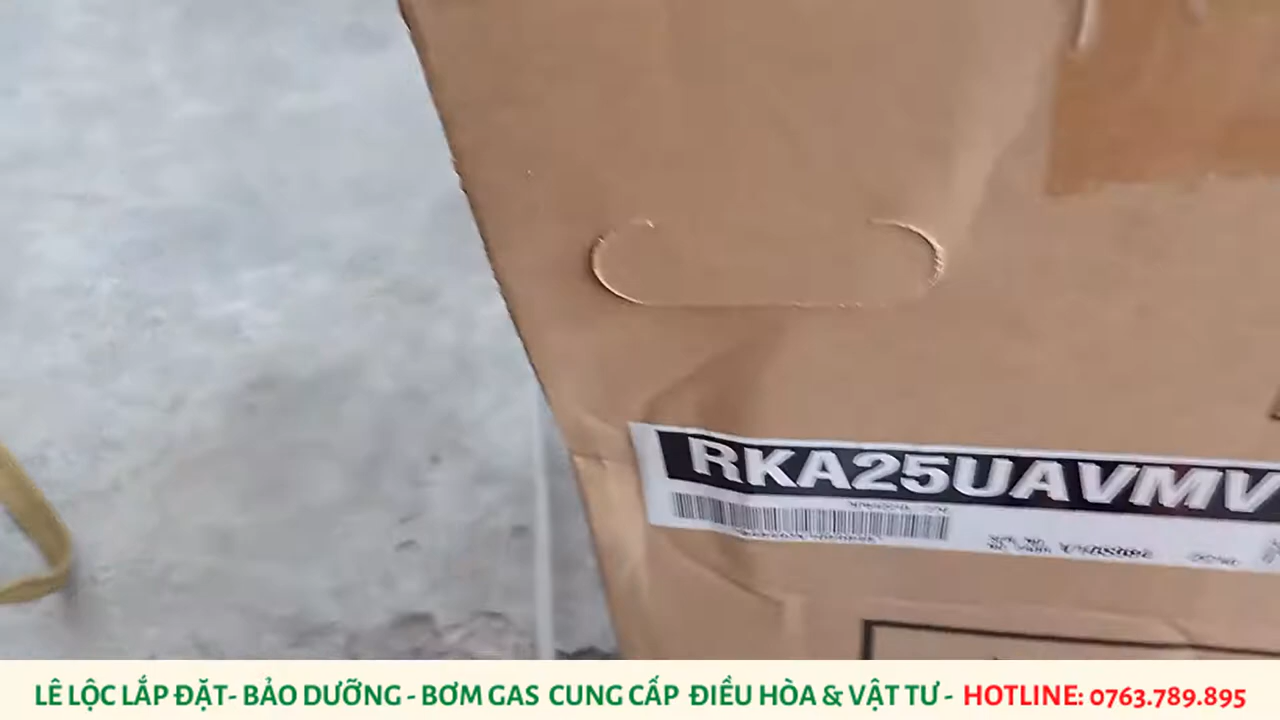 RKA25UAVMV
LÊ LỘC LẮP ĐẶT- BẢO DƯỠNG - BƠM GAS CUNG CẤP ĐIỀU HÒA & VẬT TƯ - HOTLINE: 0763.789.895